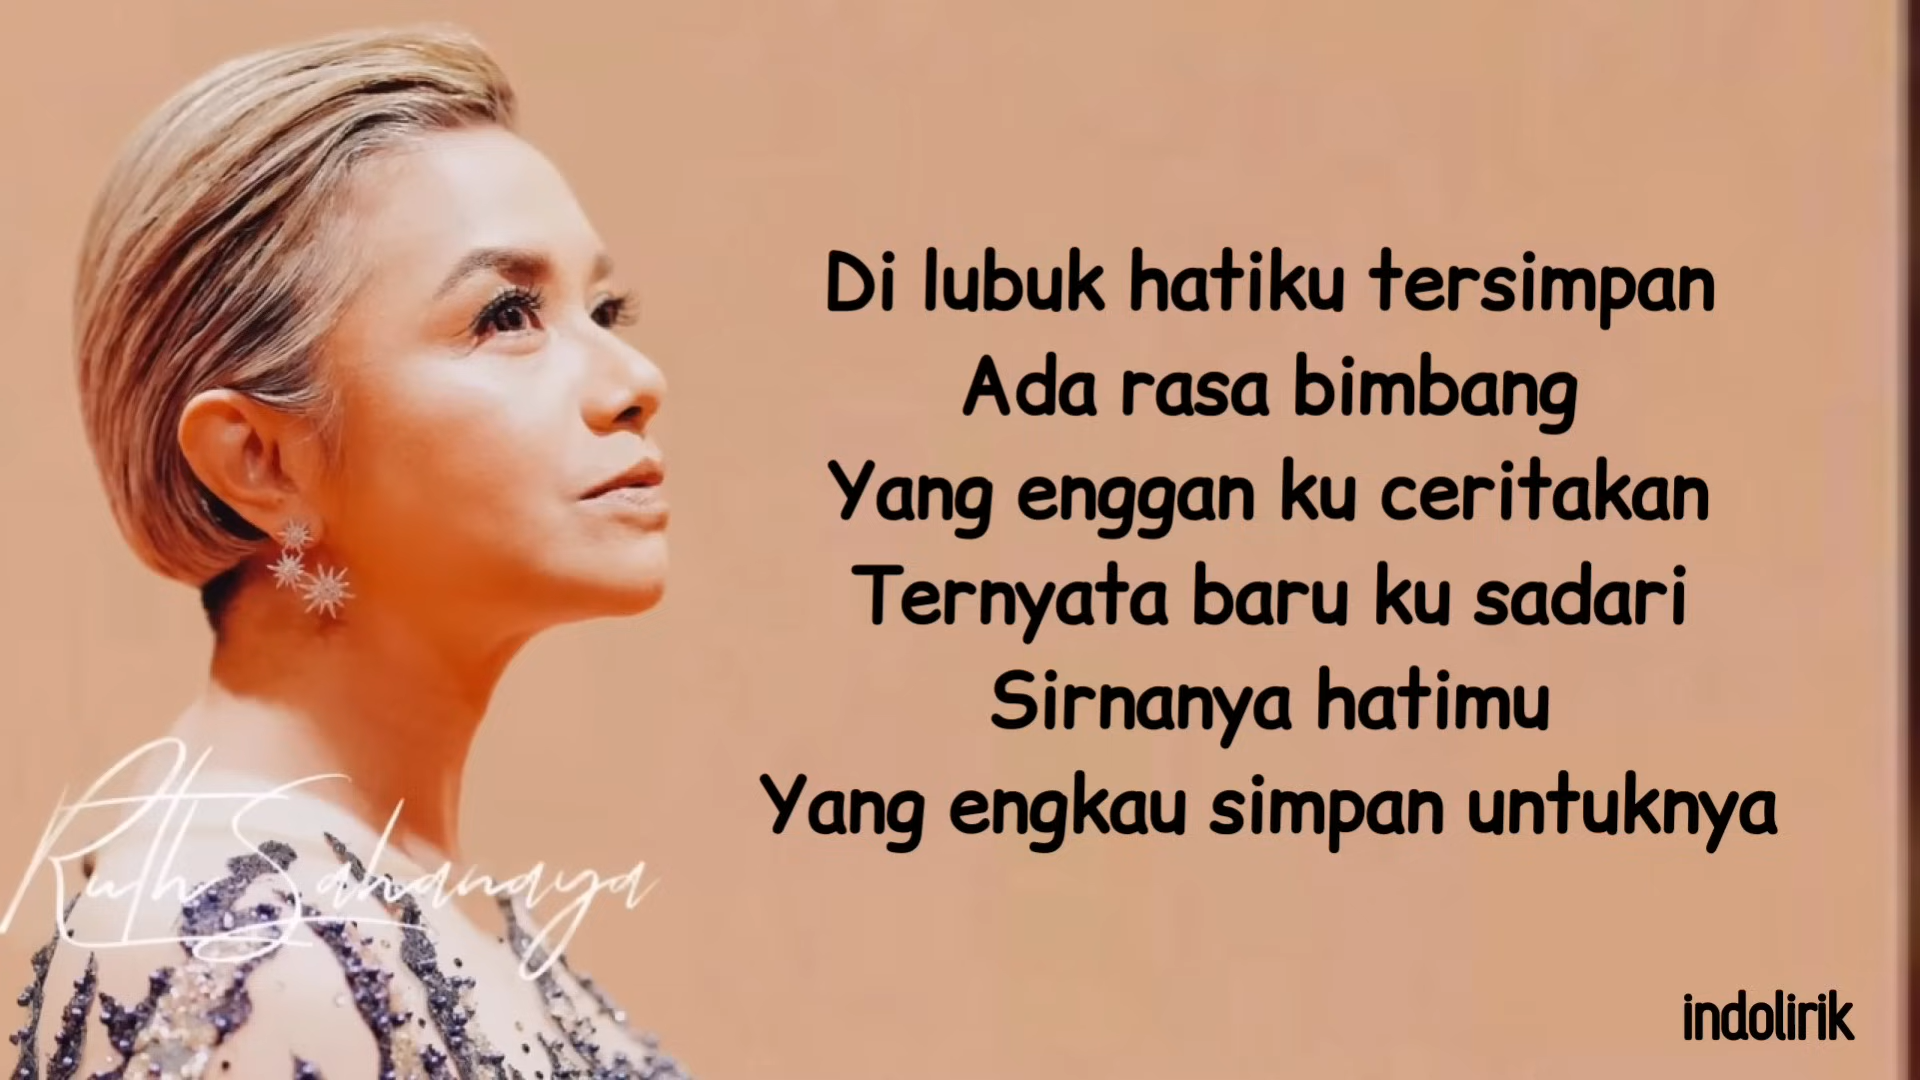 Di lubuk hatiku tersimpan
Ada rasa bimbang
Yang enggan ku ceritakan
Ternyata baru ku sadari
Sirnanya hatimu
Yang engkau simpan untuknya
Ruth Sahanaya
indolirik